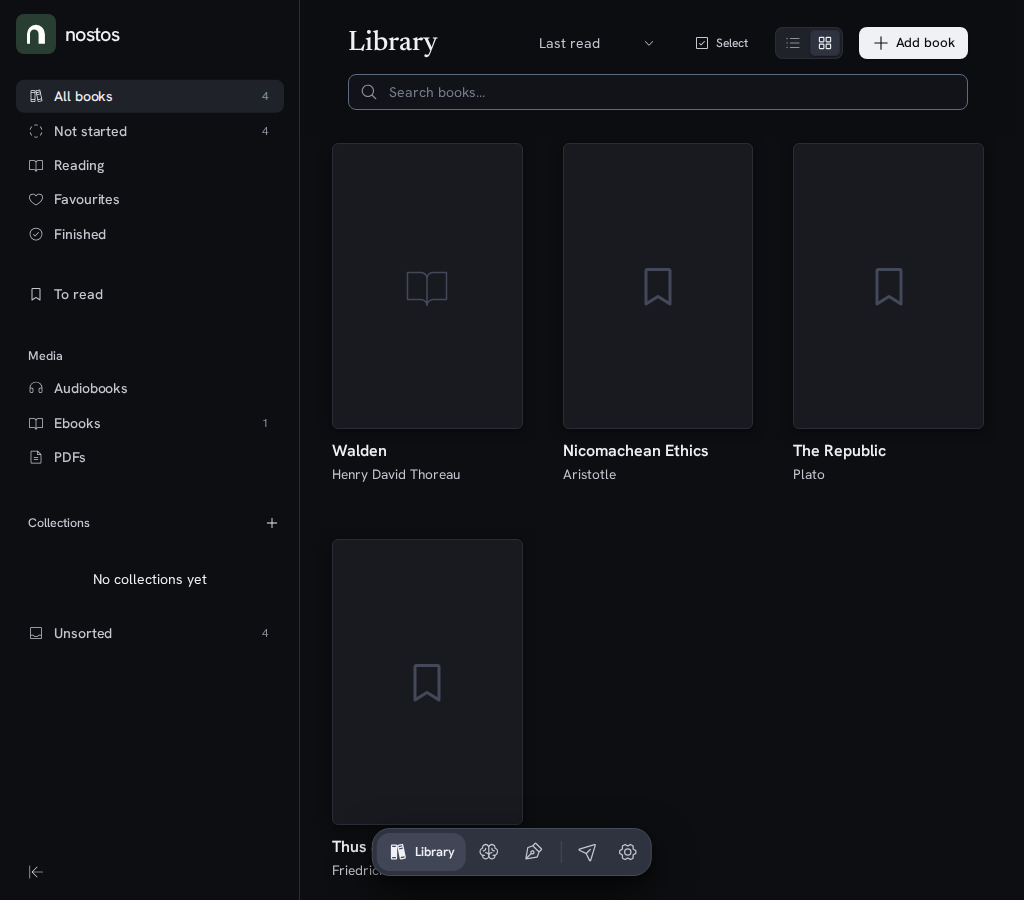 nostos
All books 4
Not started 4
Reading
Favourites
Finished
To read
Media
Audiobooks
Ebooks 1
PDFs
Collections
No collections yet
Unsorted 4
Library
Last read
Select
Add book
Search books...
Walden
Henry David Thoreau
Nicomachean Ethics
Aristotle
The Republic
Plato
Thus
Library